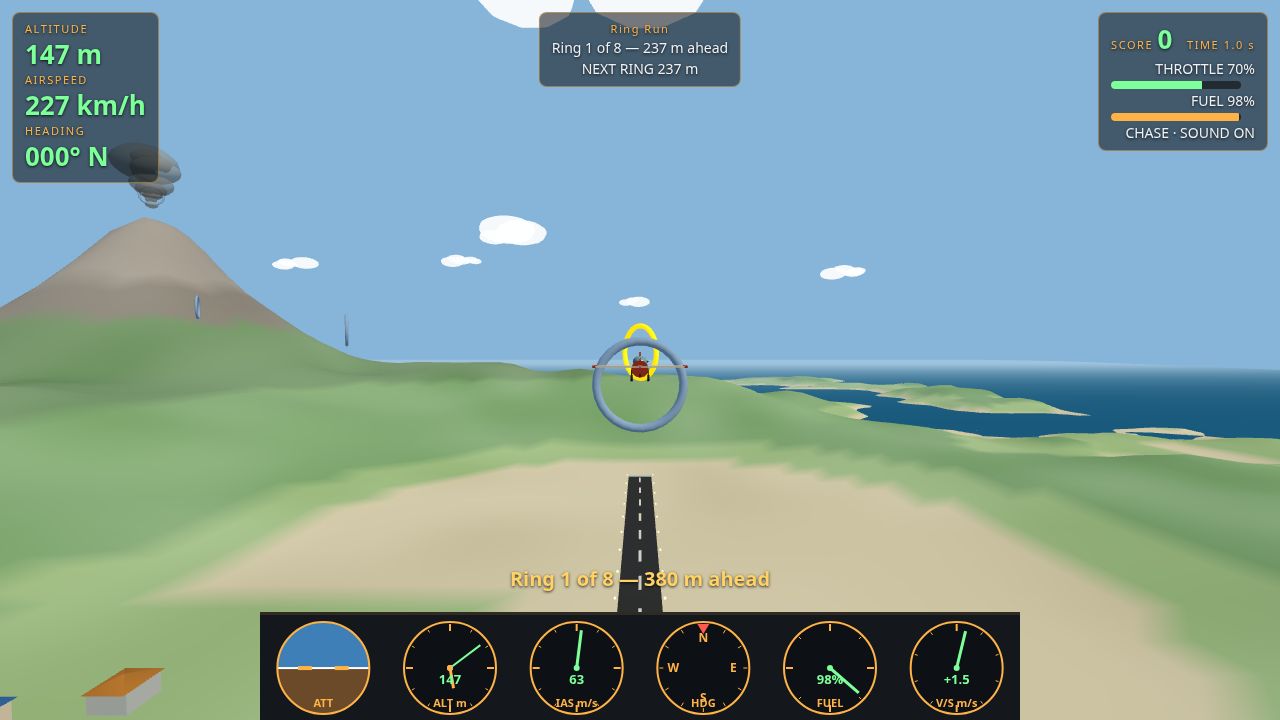 ALTITUDE
147 m
AIRSPEED
227 km/h
HEADING
000° N
Ring Run
Ring 1 of 8 — 237 m ahead
NEXT RING 237 m
SCORE 0 TIME 1.0 s
THROTTLE 70%
FUEL 98%
CHASE · SOUND ON
Ring 1 of 8 — 380 m ahead
ATT
147
ALT m
63
IAS m/s
N
W E
S
HDG
98%
FUEL
+1.5
V/S m/s